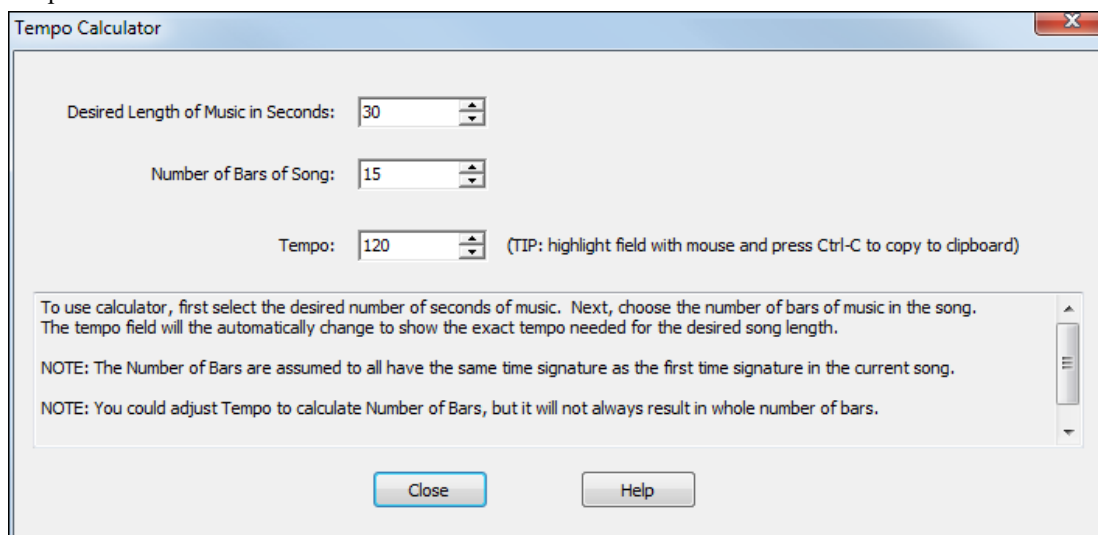 Tempo Calculator
Desired Length of Music in Seconds: 30
Number of Bars of Song: 15
Tempo: 120 (TIP: highlight field with mouse and press Ctrl-C to copy to clipboard)
To use calculator, first select the desired number of seconds of music.  Next, choose the number of bars of music in the song.
The tempo field will the automatically change to show the exact tempo needed for the desired song length.
NOTE: The Number of Bars are assumed to all have the same time signature as the first time signature in the current song.
NOTE: You could adjust Tempo to calculate Number of Bars, but it will not always result in whole number of bars.
Close Help